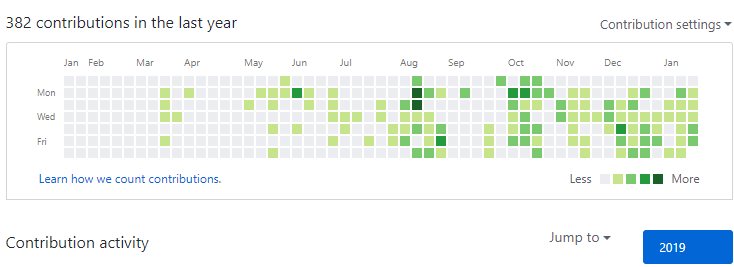 382 contributions in the last year
Contribution settings
Jan Feb Mar Apr May Jun Jul Aug Sep Oct Nov Dec Jan
Mon
Wed
Fri
Learn how we count contributions.
Less More
Contribution activity
Jump to
2019